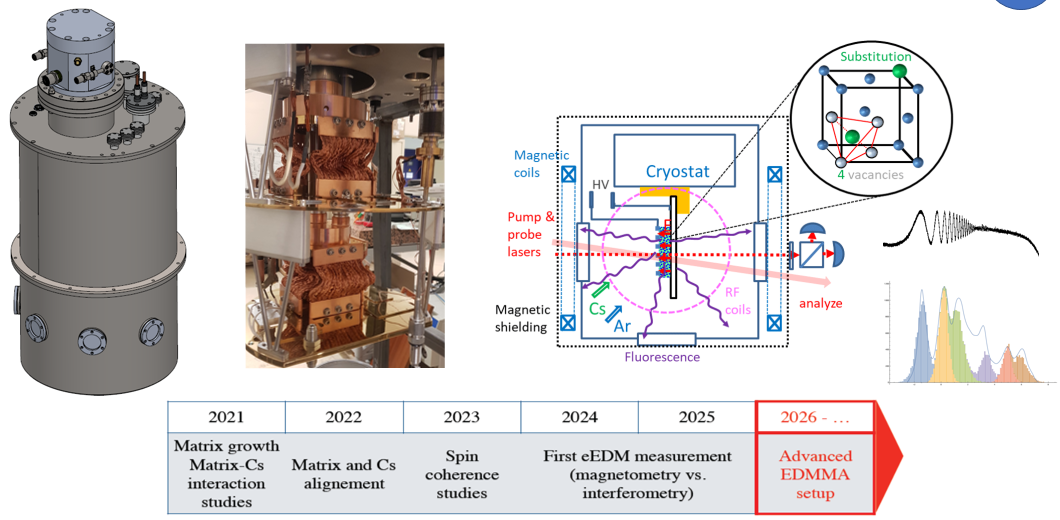 Substitution
4 vacancies
Magnetic
coils
Cryostat
HV
Pump &
probe
lasers
Cs
Ar
RF
coils
analyze
Magnetic
shielding
Fluorescence
2021
2022
2023
2024
2025
2026 - …
Matrix growth
Matrix-Cs
interaction
studies
Matrix and Cs
alignement
Spin
coherence
studies
First eEDM measurement
(magnetometry vs.
interferometry)
Advanced
EDMMA
setup